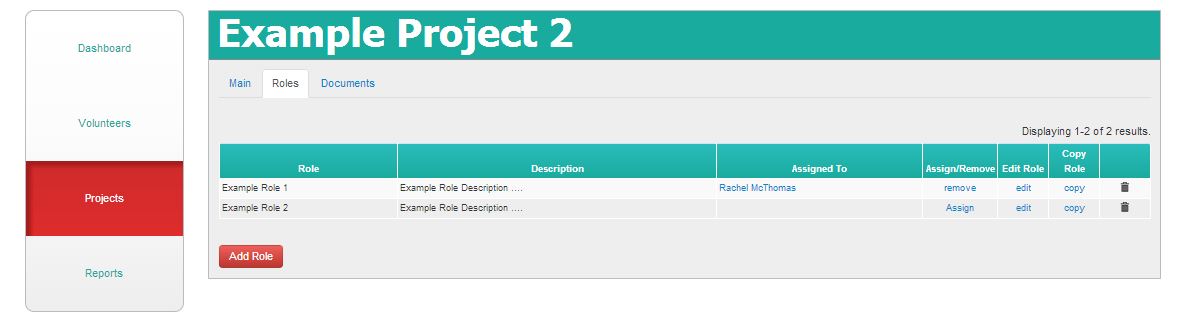 Dashboard
Volunteers
Projects
Reports
Example Project 2
Main Roles Documents
Displaying 1-2 of 2 results.
Role Description Assigned To Assign/Remove Edit Role Copy Role
Example Role 1 Example Role Description .... Rachel McThomas remove edit copy
Example Role 2 Example Role Description .... Assign edit copy
Add Role